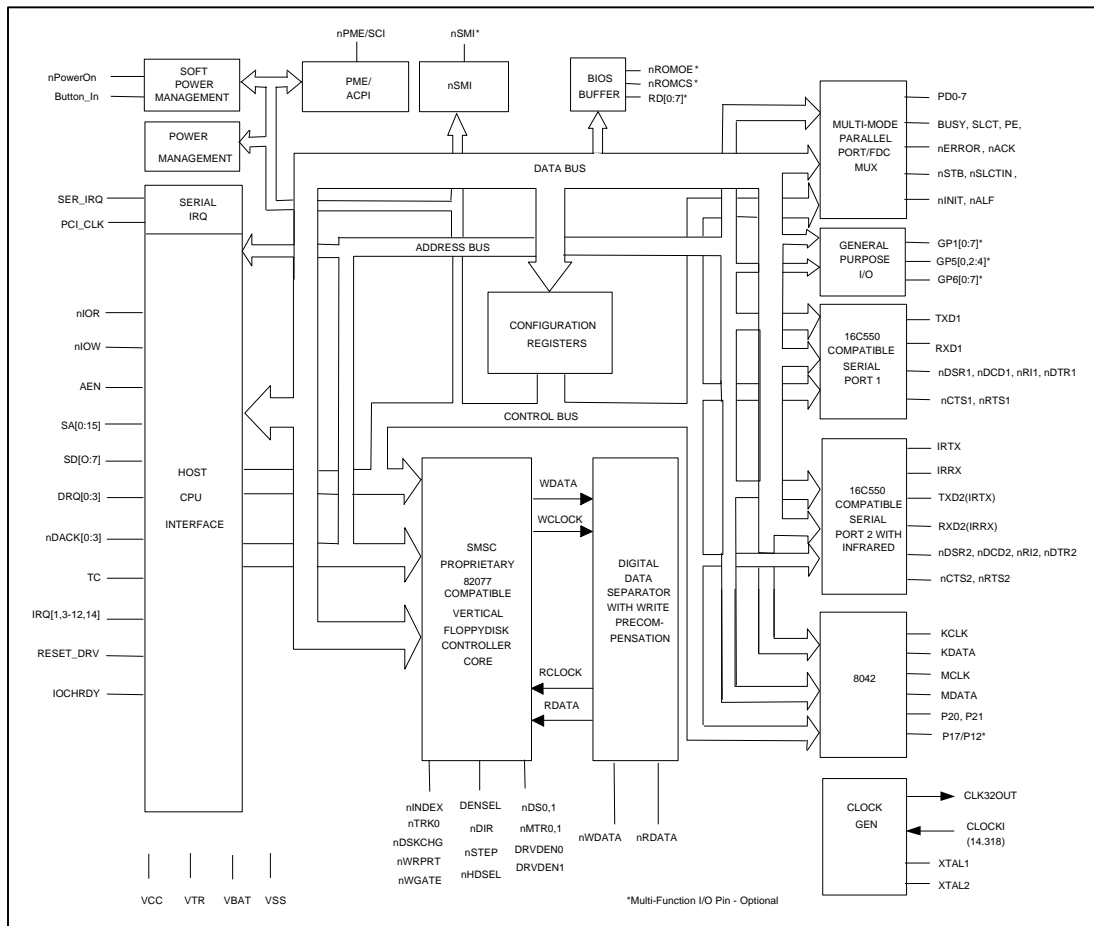 nPME/SCI
nSMI*
nPowerOn
Button_In
SOFT
POWER
MANAGEMENT
PME/
ACPI
nSMI
BIOS
BUFFER
nROMOE*
nROMCS*
RD[0:7]*
POWER
MANAGEMENT
DATA BUS
MULTI-MODE
PARALLEL
PORT/FDC
MUX
PD0-7
BUSY, SLCT, PE,
nERROR, nACK
nSTB, nSLCTIN,
nINIT, nALF
SER_IRQ
PCI_CLK
SERIAL
IRQ
ADDRESS BUS
GENERAL
PURPOSE
I/O
GP1[0:7]*
GP5[0,2:4]*
GP6[0:7]*
nIOR
nIOW
AEN
SA[0:15]
SD[O:7]
DRQ[0:3]
nDACK[0:3]
TC
IRQ[1,3-12,14]
RESET_DRV
IOCHRDY
HOST
CPU
INTERFACE
CONFIGURATION
REGISTERS
CONTROL BUS
16C550
COMPATIBLE
SERIAL
PORT 1
TXD1
RXD1
nDSR1, nDCD1, nRI1, nDTR1
nCTS1, nRTS1
SMSC
PROPRIETARY
82077
COMPATIBLE
VERTICAL
FLOPPYDISK
CONTROLLER
CORE
WDATA
WCLOCK
RCLOCK
RDATA
DIGITAL
DATA
SEPARATOR
WITH WRITE
PRECOM-
PENSATION
16C550
COMPATIBLE
SERIAL
PORT 2 WITH
INFRARED
IRTX
IRRX
TXD2(IRTX)
RXD2(IRRX)
nDSR2, nDCD2, nRI2, nDTR2
nCTS2, nRTS2
8042
KCLK
KDATA
MCLK
MDATA
P20, P21
P17/P12*
nINDEX
nTRK0
nDSKCHG
nWRPRT
nWGATE
DENSEL
nDIR
nSTEP
nHDSEL
nDS0,1
nMTR0,1
DRVDEN0
DRVDEN1
nWDATA
nRDATA
CLOCK
GEN
CLK32OUT
CLOCKI
(14.318)
XTAL1
XTAL2
VCC
VTR
VBAT
VSS
*Multi-Function I/O Pin - Optional